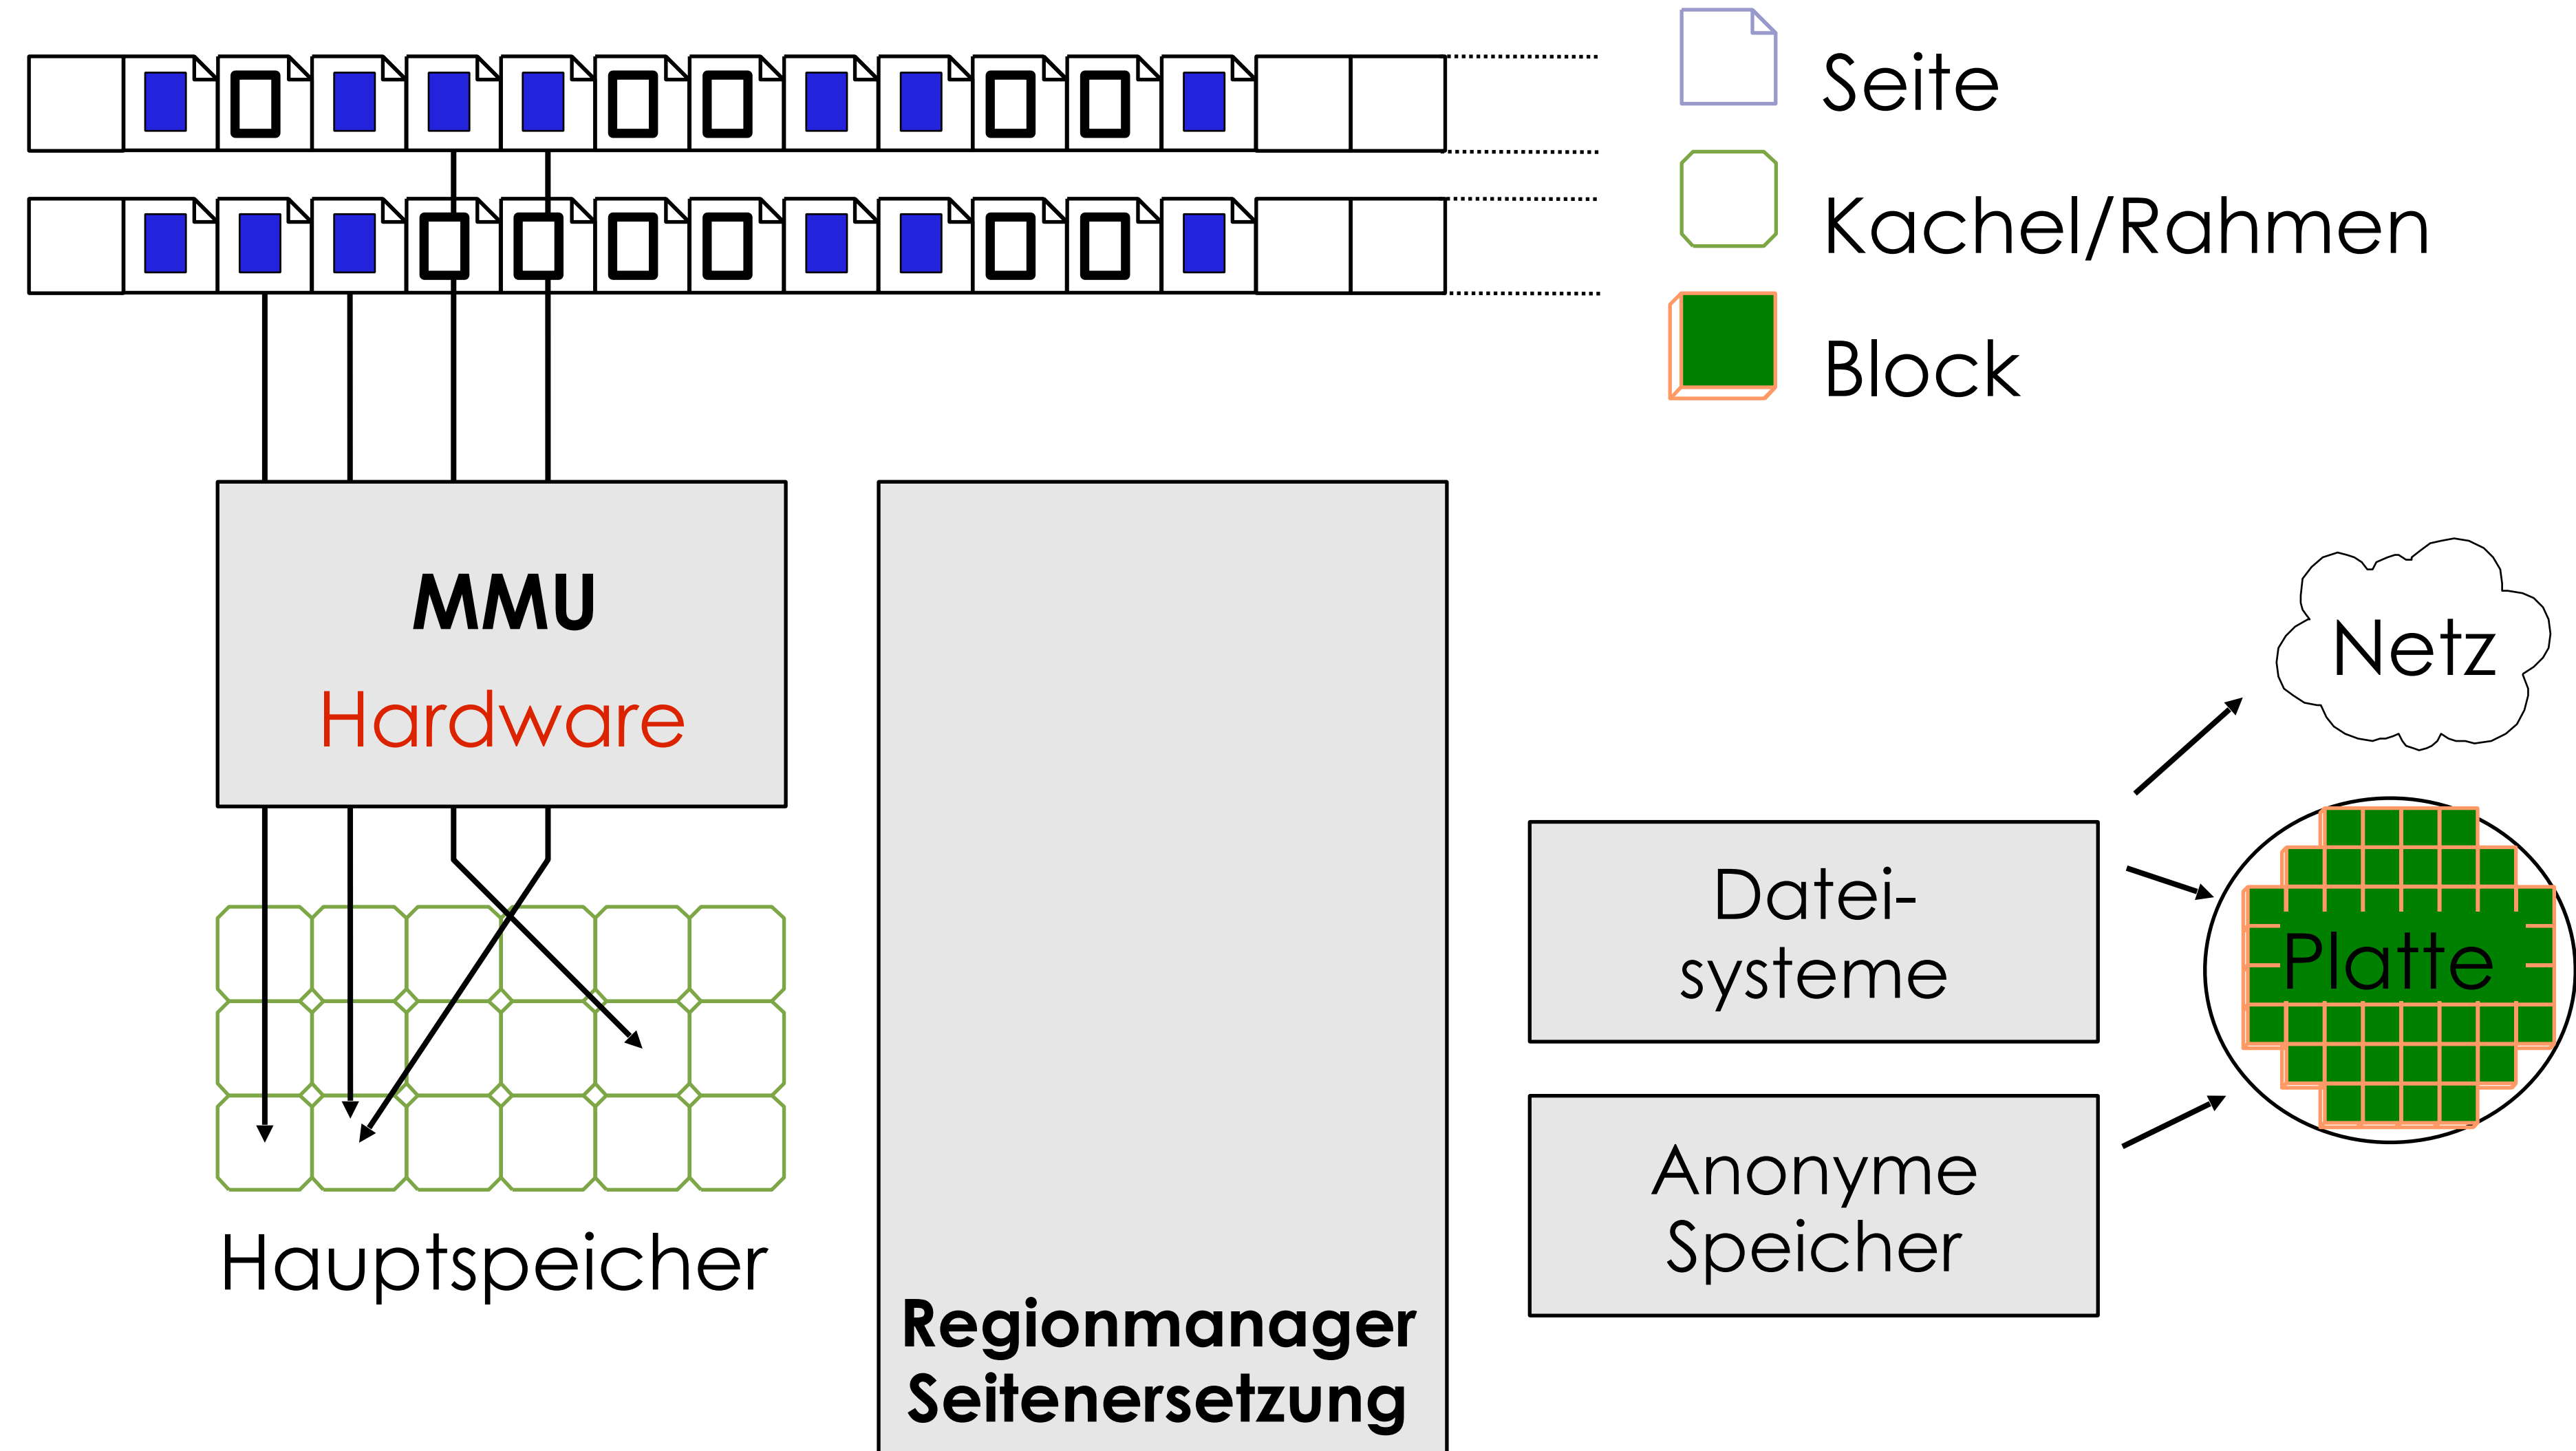 Seite
Kachel/Rahmen
Block
MMU
Hardware
Netz
Datei-
systeme
Platte
Anonyme
Speicher
Hauptspeicher
Regionmanager
Seitenersetzung